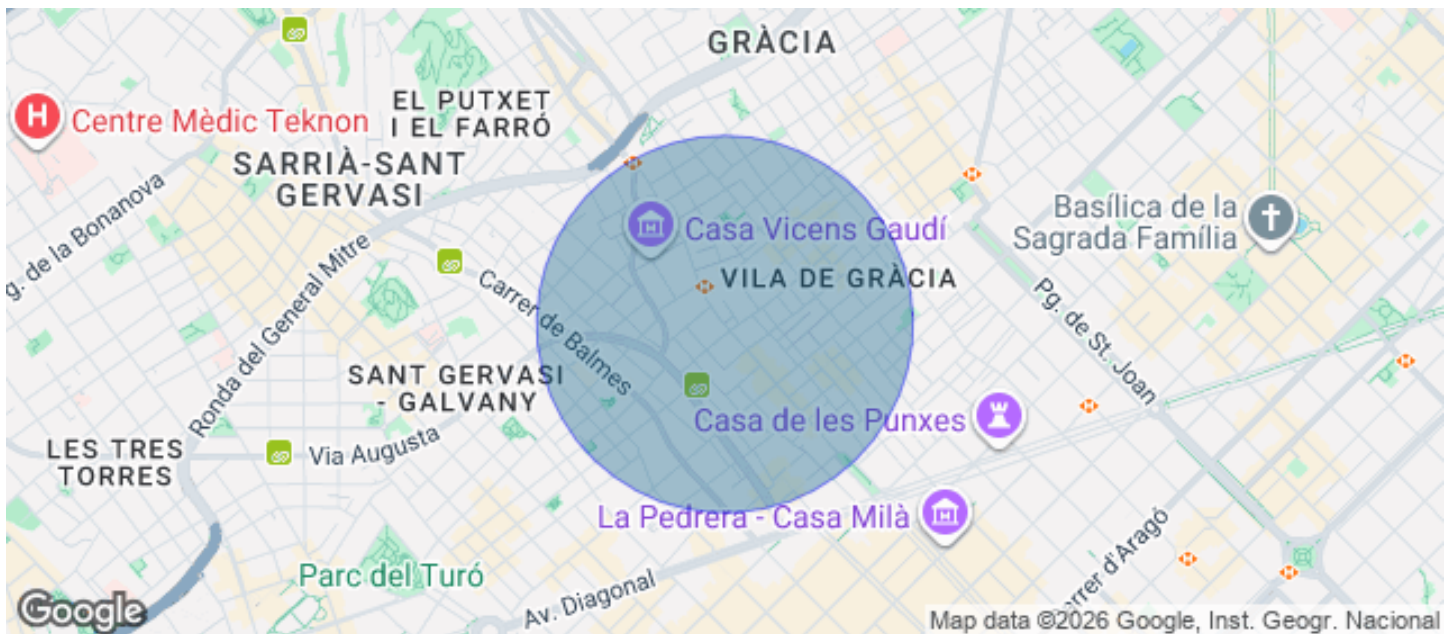 GRÀCIA
EL PUTXET
I EL FARRÓ
H
Centre Mèdic Teknon
SARRIÀ-SANT
GERVASI
Pg. de la Bonanova
Basílica de la
Sagrada Família
Casa Vicens Gaudí
VILA DE GRÀCIA
Ronda del General Mitre
Carrer de Balmes
Pg. de St. Joan
SANT GERVASI
- GALVANY
Casa de les Punxes
LES TRES
TORRES
Via Augusta
La Pedrera - Casa Milà
Parc del Turó
Av. Diagonal
Carrer d'Aragó
Google
Map data ©2026 Google, Inst. Geogr. Nacional